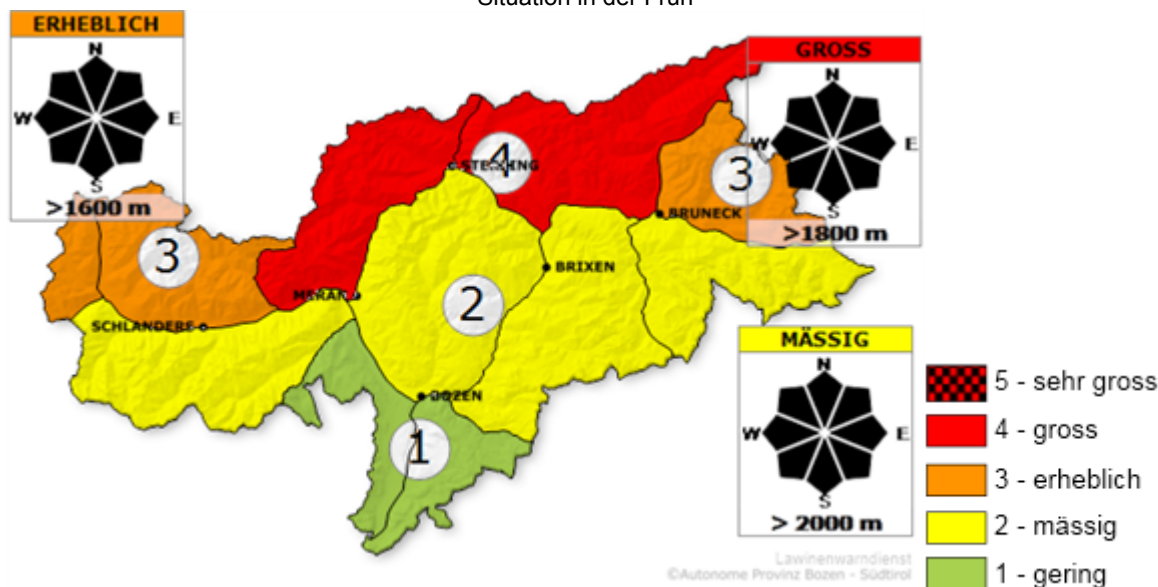 Situation in der Früh
ERHEBLICH
N
W
E
S
>1600 m
GROSS
N
W
E
S
>1800 m
4
STERZING
3
BRUNECK
3
2
BRIXEN
MERAN
SCHLANDERS
BOZEN
1
MÄSSIG
N
W
E
S
> 2000 m
5 - sehr gross
4 - gross
3 - erheblich
2 - mässig
1 - gering
Lawinenwarndienst
©Autonome Provinz Bozen - Südtirol